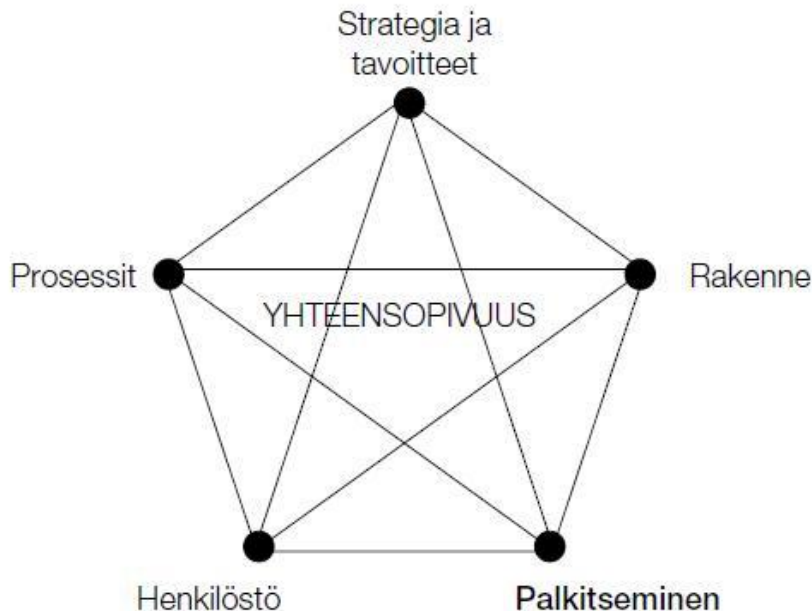 Strategia ja
tavoitteet
Prosessit
Rakenne
YHTEENSOPIVUUS
Henkilöstö
Palkitseminen